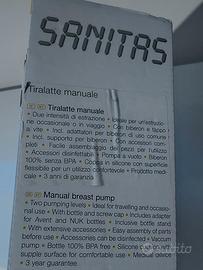 SANITAS
Tiralatte manuale
Tiralatte manuale
• Due intensità di estrazione • Ideale per un'estrazio-
ne occasionale o in viaggio • Con biberon e tappo
a vite • Incl. adattatori per biberon di uso comune
• Incl. supporto per biberon • Con accessori com-
pleti • Facile assemblaggio dei pezzi per l'utilizzo
• Accessori disinfettabili • Pompa a vuoto • Biberon
100% senza BPA • Coppa in silicone con superficie
flessibile per un utilizzo confortevole • Prodotto medi-
cale • 3 anni di garanzia
Manual breast pump
• Two pumping levels • Ideal for travelling and occasio-
nal use • With bottle and screw cap • Includes adapter
for Avent and NUK bottles • Inclusive bottle stand
• With extensive accessories • Easy assembly of parts
before use • Accessories can be disinfected • Vacuum
pump • Bottle 100% BPA free • Silicone
supple surface for comfortable use • Medical device
• 3 year guarantee
subito